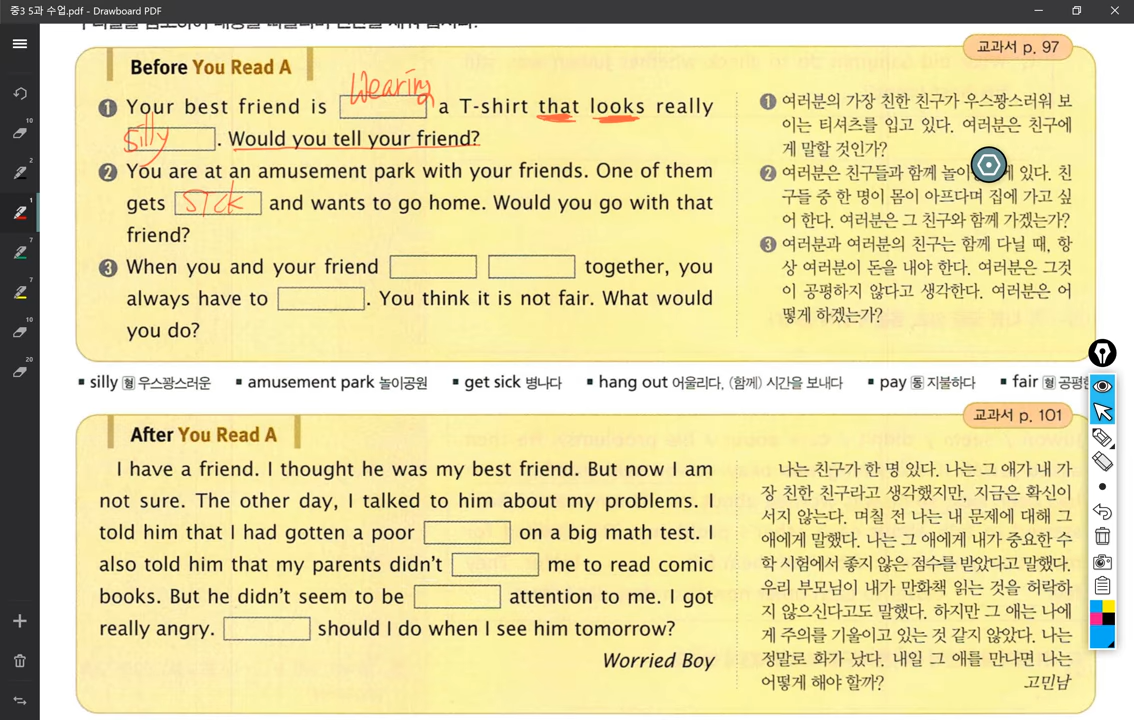 중3 5과 수업.pdf - Drawboard PDF
교과서 p. 97
Before You Read A
❶ Your best friend is wearing a T-shirt that looks really
silly . Would you tell your friend?
❷ You are at an amusement park with your friends. One of them
gets sick and wants to go home. Would you go with that
friend?
❸ When you and your friend together, you
always have to . You think it is not fair. What would
you do?
❶ 여러분의 가장 친한 친구가 우스꽝스러워 보
이는 티셔츠를 입고 있다. 여러분은 친구에
게 말할 것인가?
❷ 여러분은 친구들과 함께 있다. 친
구들 중 한 명이 몸이 아프다며 집에 가고 싶
어 한다. 여러분은 그 친구와 함께 가겠는가?
❸ 여러분과 여러분의 친구는 함께 다닐 때, 항
상 여러분이 돈을 내야 한다. 여러분은 그것
이 공평하지 않다고 생각한다. 여러분은 어
떻게 하겠는가?
▪ silly 형 우스꽝스러운 ▪ amusement park 놀이공원 ▪ get sick 병나다 ▪ hang out 어울리다, (함께) 시간을 보내다 ▪ pay 동 지불하다 ▪ fair 형 공평한
교과서 p. 101
After You Read A
I have a friend. I thought he was my best friend. But now I am
not sure. The other day, I talked to him about my problems. I
told him that I had gotten a poor on a big math test. I
also told him that my parents didn't me to read comic
books. But he didn't seem to be attention to me. I got
really angry. should I do when I see him tomorrow?
Worried Boy
나는 친구가 한 명 있다. 나는 그 애가 내 가
장 친한 친구라고 생각했지만, 지금은 확신이
서지 않는다. 며칠 전 나는 내 문제에 대해 그
애에게 말했다. 나는 그 애에게 내가 중요한 수
학 시험에서 좋지 않은 점수를 받았다고 말했다.
우리 부모님이 내가 만화책 읽는 것을 허락하
지 않으신다고도 말했다. 하지만 그 애는 나에
게 주의를 기울이고 있는 것 같지 않았다. 나는
정말로 화가 났다. 내일 그 애를 만나면 나는
어떻게 해야 할까?
고민남
10
2
1
7
7
10
20